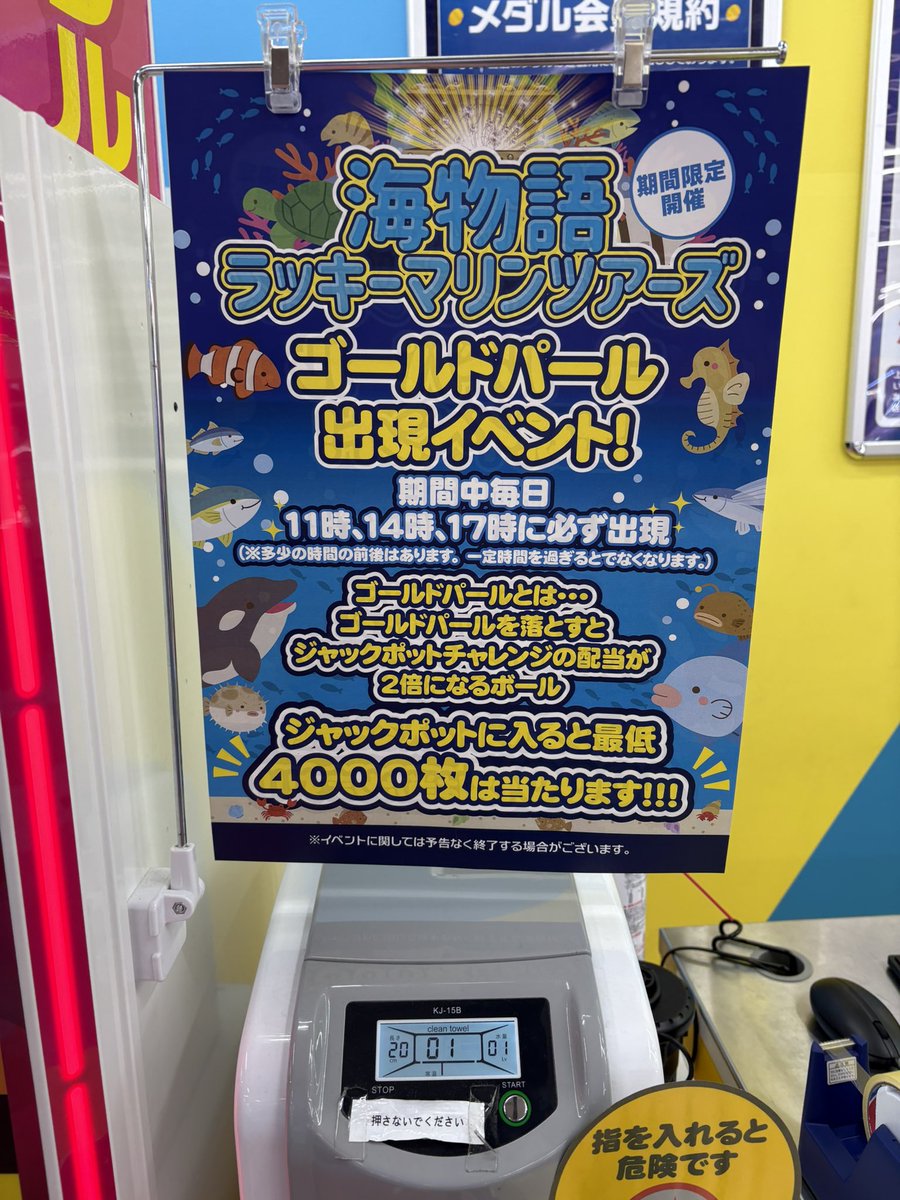 ル
メダル会員規約
海物語
ラッキーマリンツアーズ
期間限定
開催
ゴールドパール
出現イベント!
期間中毎日
11時、14時、17時に必ず出現
(※多少の時間の前後はあります。一定時間を過ぎるとでなくなります。)
ゴールドパールとは・・・
ゴールドパールを落とすと
ジャックポットチャレンジの配当が
2倍になるボール
ジャックポットに入ると最低
4000枚は当たります!!!
※イベントに関しては予告なく終了する場合がございます。
KJ-15B
clean towel
長さ 20 cm 01 水量 01 LV
常温
STOP
START
押さないでください
指を入れると
危険です